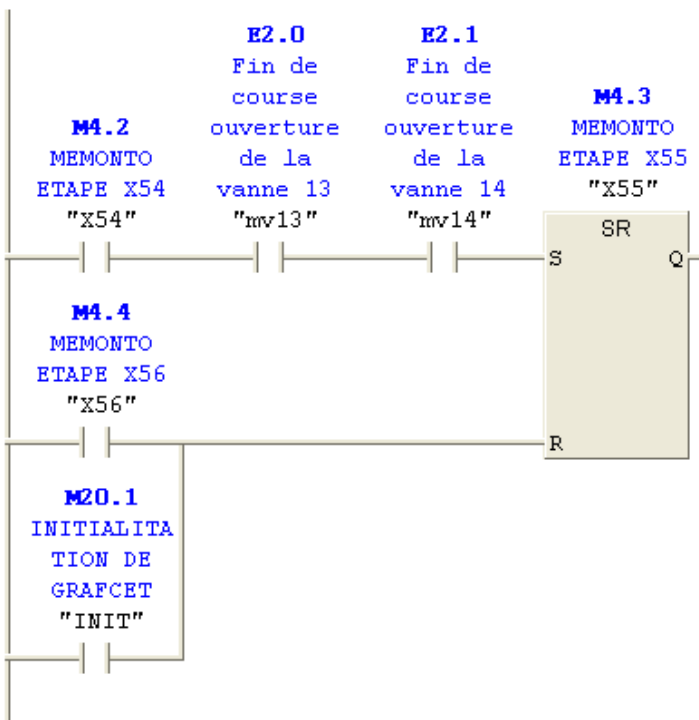 E2.0
Fin de
course
ouverture
de la
vanne 13
"mv13"
E2.1
Fin de
course
ouverture
de la
vanne 14
"mv14"
M4.2
MEMONTO
ETAPE X54
"X54"
M4.3
MEMONTO
ETAPE X55
"X55"
SR
S
Q
R
M4.4
MEMONTO
ETAPE X56
"X56"
M20.1
INITIALITA
TION DE
GRAFCET
"INIT"